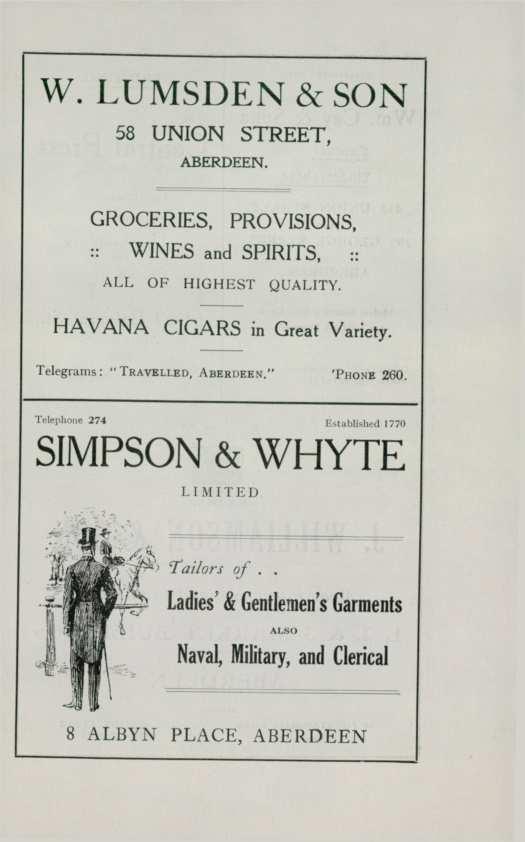 W. LUMSDEN & SON
58 UNION STREET,
ABERDEEN.
GROCERIES, PROVISIONS,
:: WINES and SPIRITS, ::
ALL OF HIGHEST QUALITY.
HAVANA CIGARS in Great Variety.
Telegrams: "TRAVELLED, ABERDEEN." 'PHONE 260.
Telephone 274 Established 1770
SIMPSON & WHYTE
LIMITED
Tailors of . .
Ladies' & Gentlemen's Garments
ALSO
Naval, Military, and Clerical
8 ALBYN PLACE, ABERDEEN